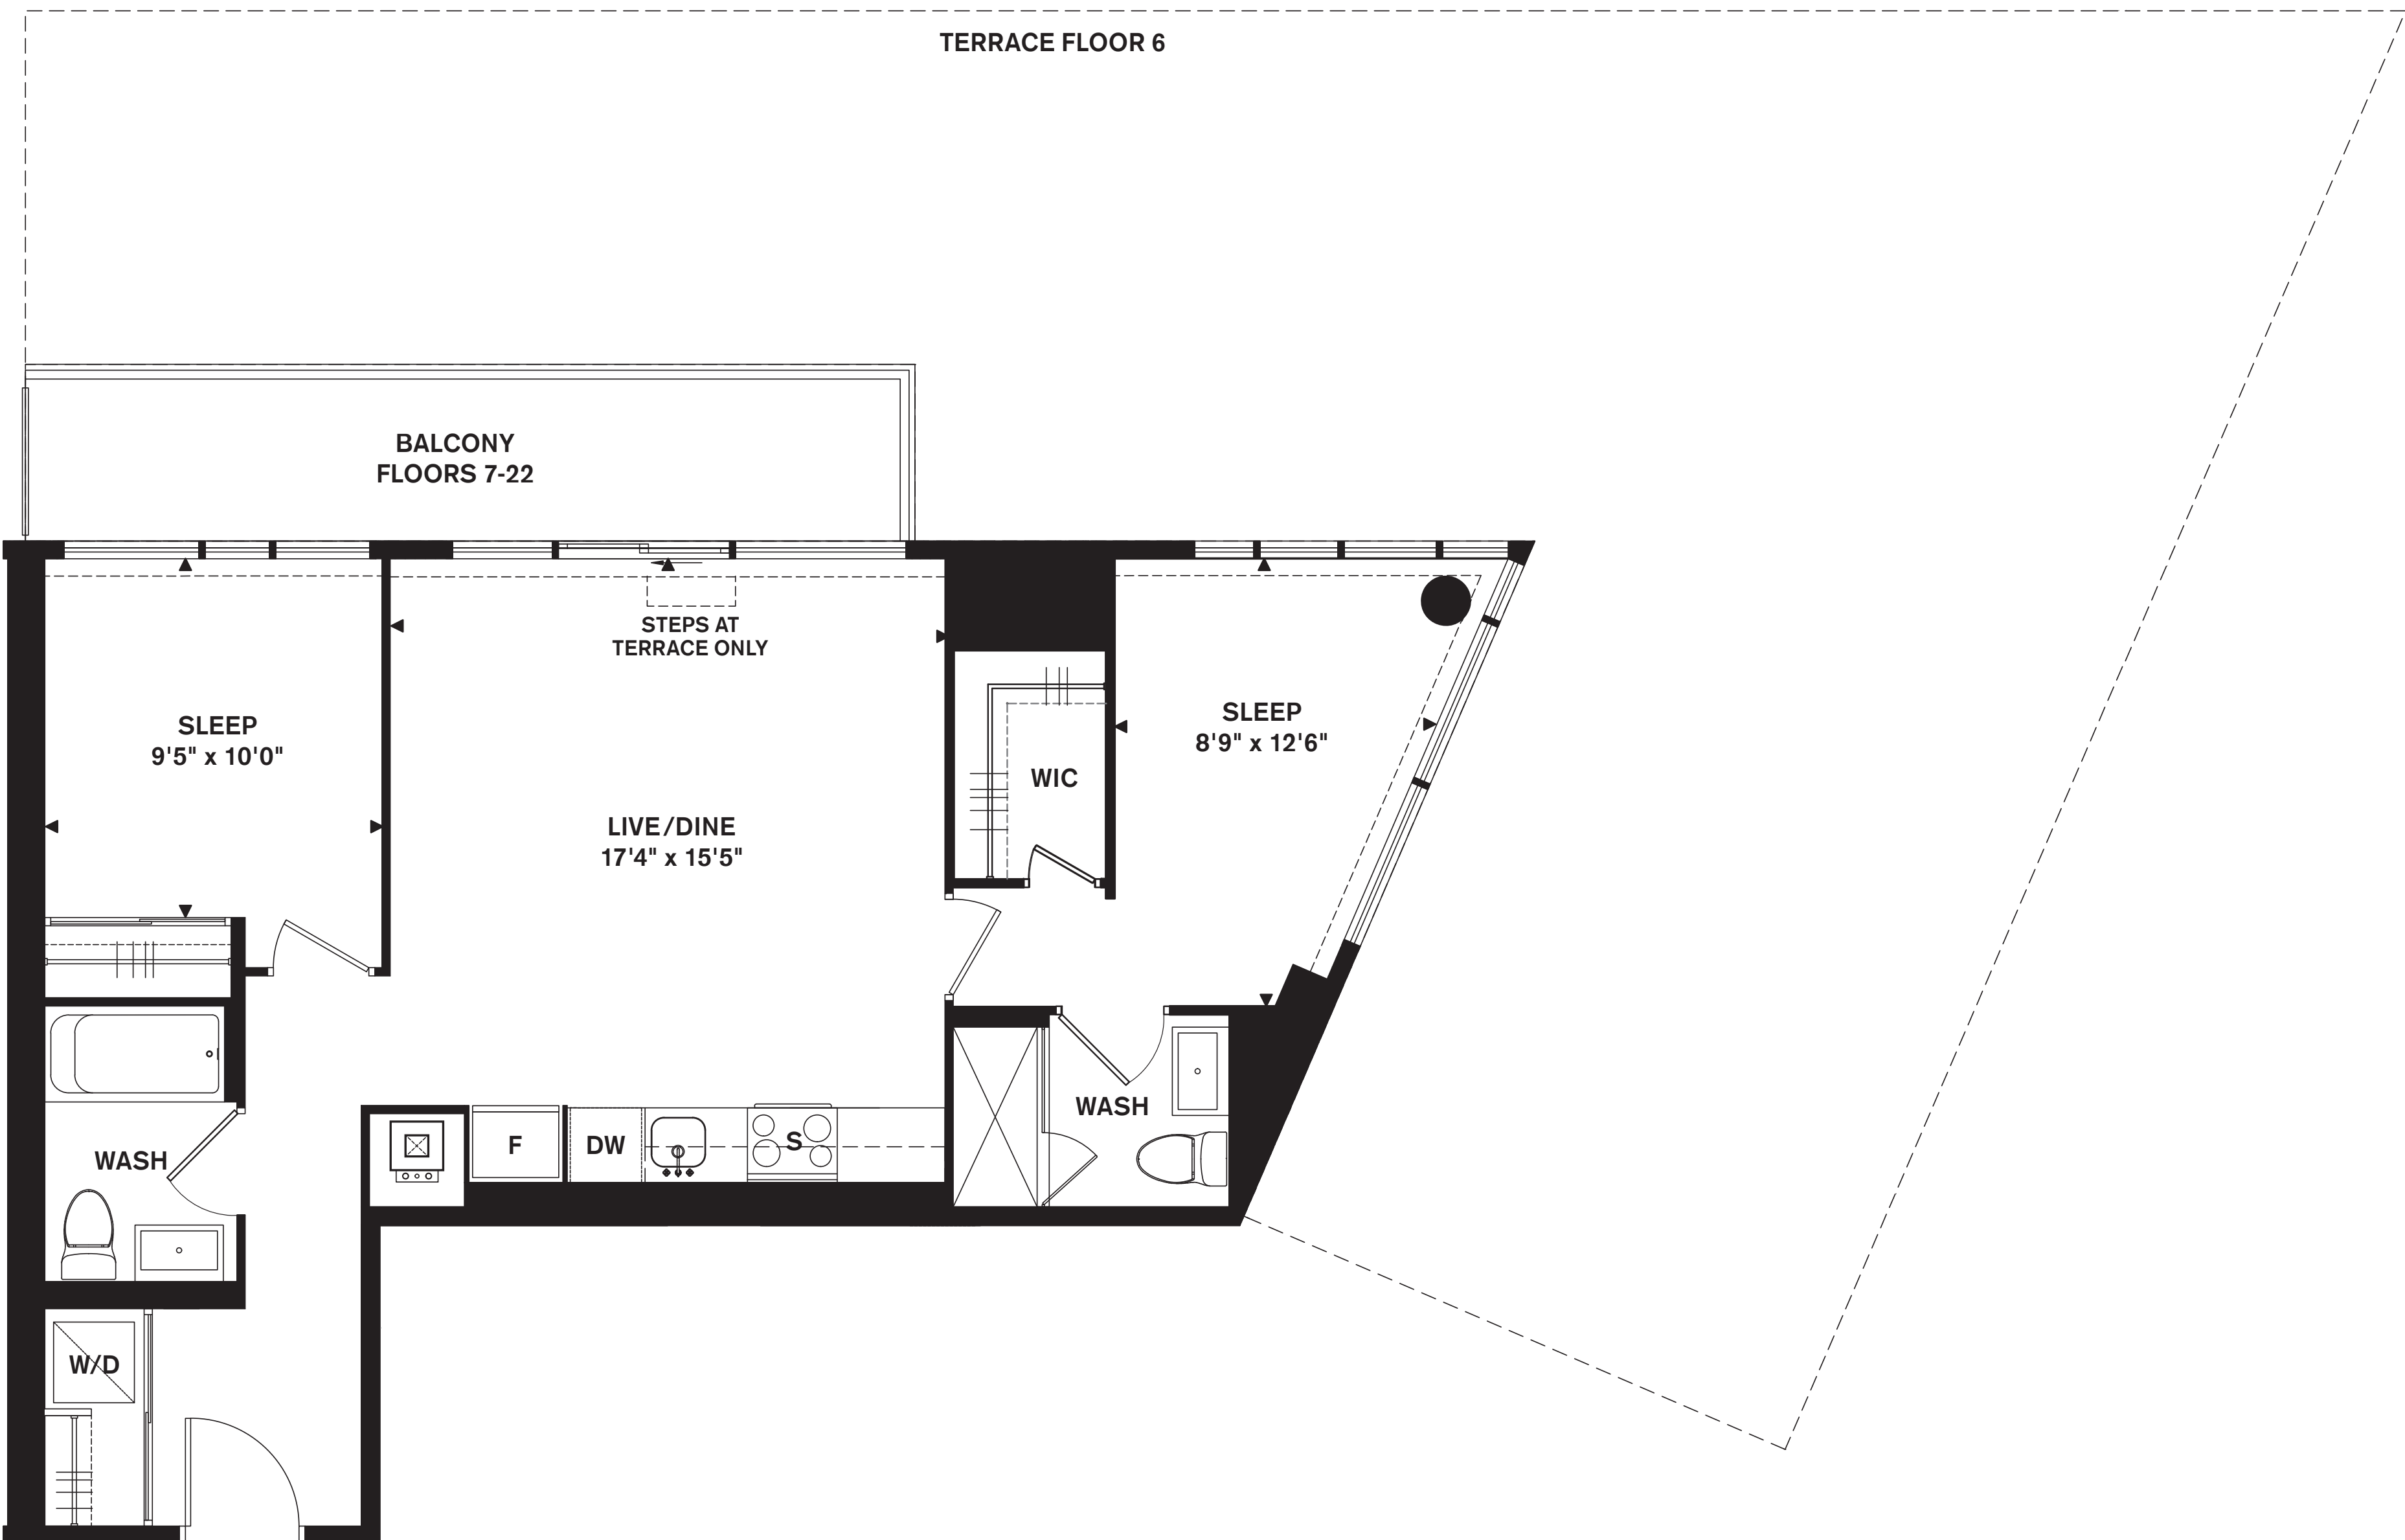 TERRACE FLOOR 6
BALCONY
FLOORS 7-22
STEPS AT
TERRACE ONLY
SLEEP
9'5" x 10'0"
LIVE/DINE
17'4" x 15'5"
WIC
SLEEP
8'9" x 12'6"
WASH
F
DW
S
WASH
W/D